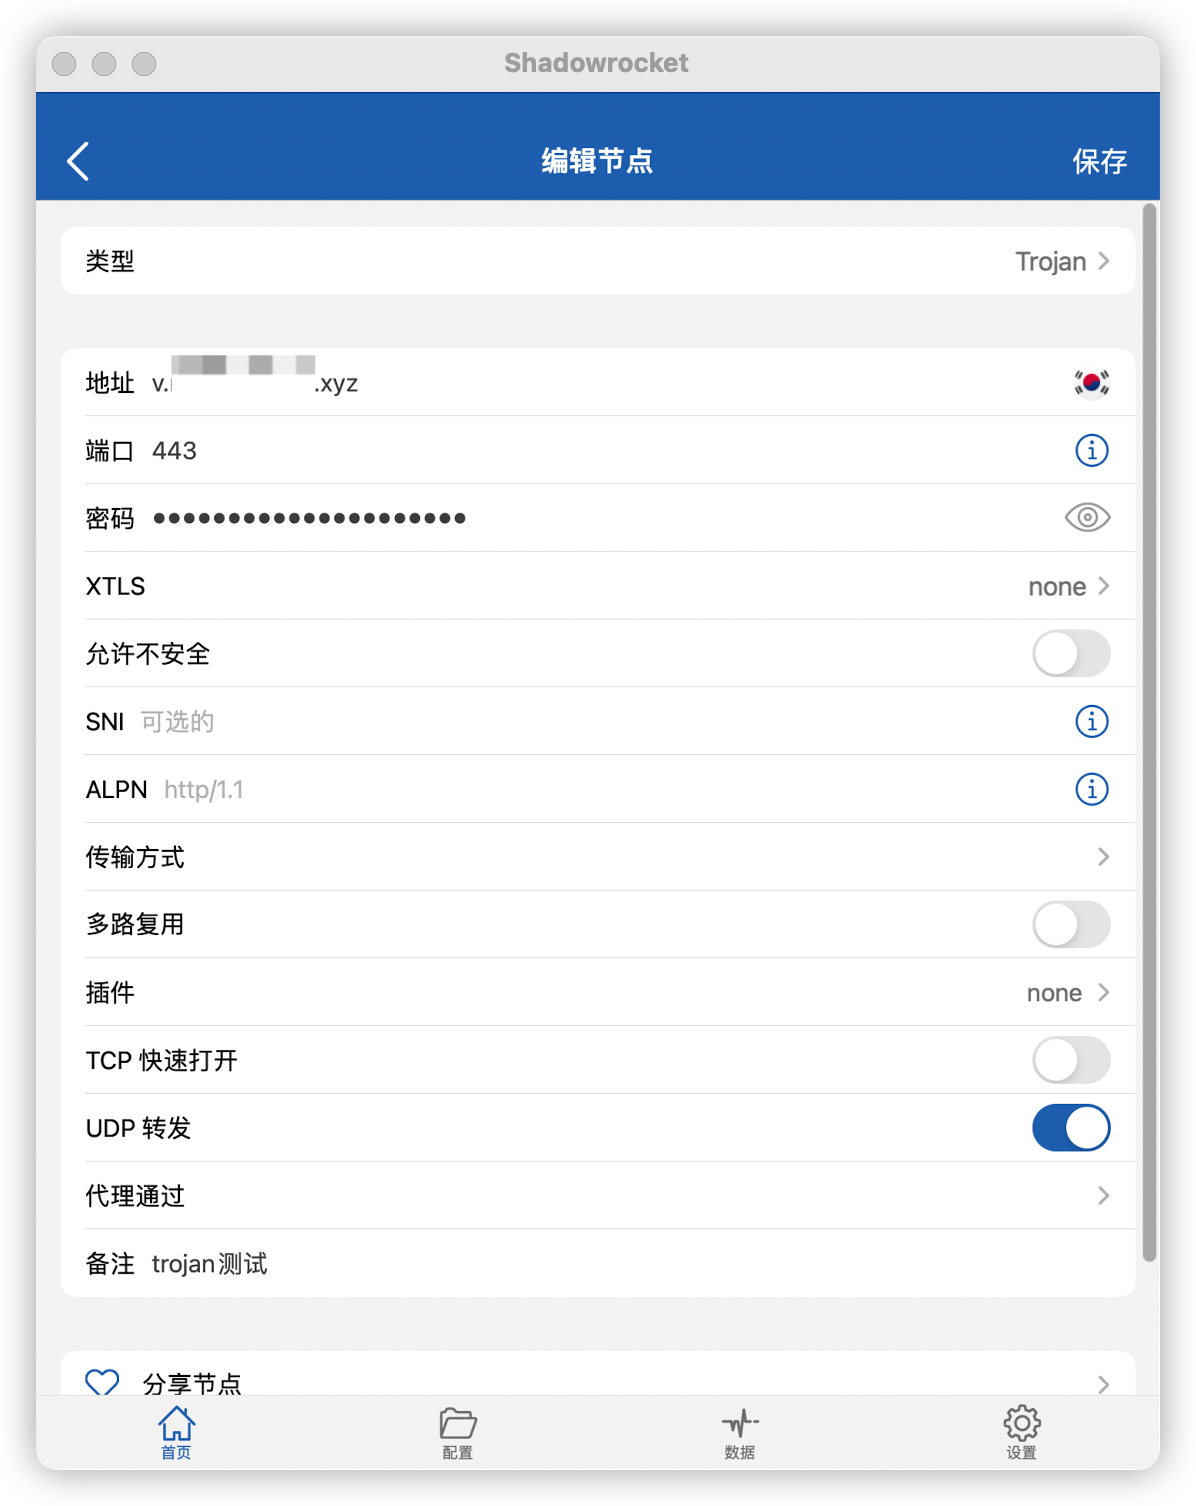 Shadowrocket
编辑节点
保存
类型 Trojan
地址 v. .xyz
端口 443
密码 •••••••••••••••••••••
XTLS none
允许不安全
SNI 可选的
ALPN http/1.1
传输方式
多路复用
插件 none
TCP 快速打开
UDP 转发
代理通过
备注 trojan测试
分享节点
首页 配置 数据 设置